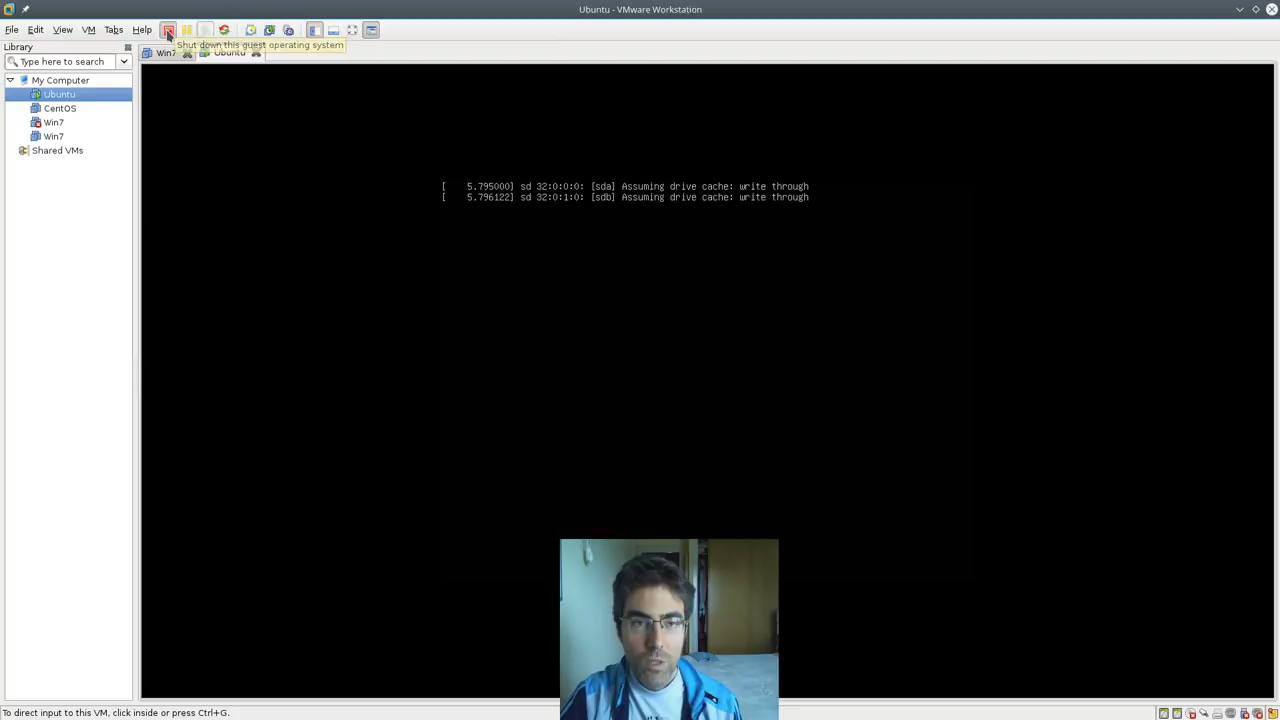 Ubuntu - VMware Workstation
File Edit View VM Tabs Help
Shut down this guest operating system
Library
Win7 Ubuntu
Type here to search
My Computer
Ubuntu
CentOS
Win7
Win7
Shared VMs
[ 5.795000] sd 32:0:0:0: [sda] Assuming drive cache: write through
[ 5.796122] sd 32:0:1:0: [sdb] Assuming drive cache: write through
To direct input to this VM, click inside or press Ctrl+G.